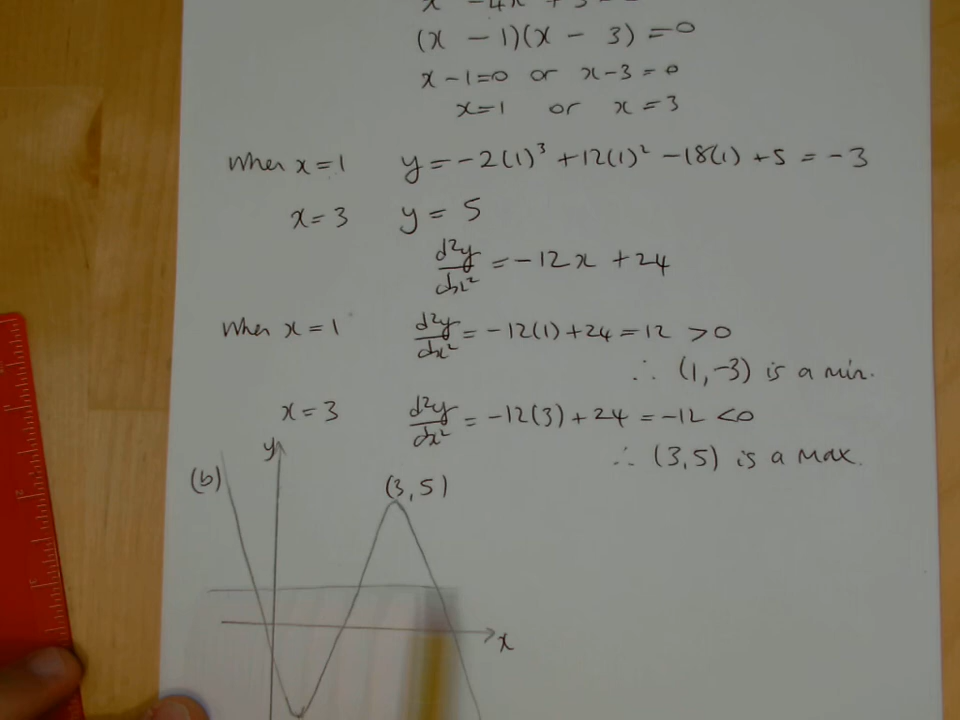 (x - 1)(x - 3) = 0
x - 1 = 0 or x - 3 = 0
x = 1 or x = 3
When x = 1 y = -2(1)³ + 12(1)² - 18(1) + 5 = -3
x = 3 y = 5
d²y/dx² = -12x + 24
When x = 1 d²y/dx² = -12(1) + 24 = 12 > 0
∴ (1, -3) is a min.
x = 3 d²y/dx² = -12(3) + 24 = -12 < 0
∴ (3, 5) is a max.
y
(b) (3, 5)
x